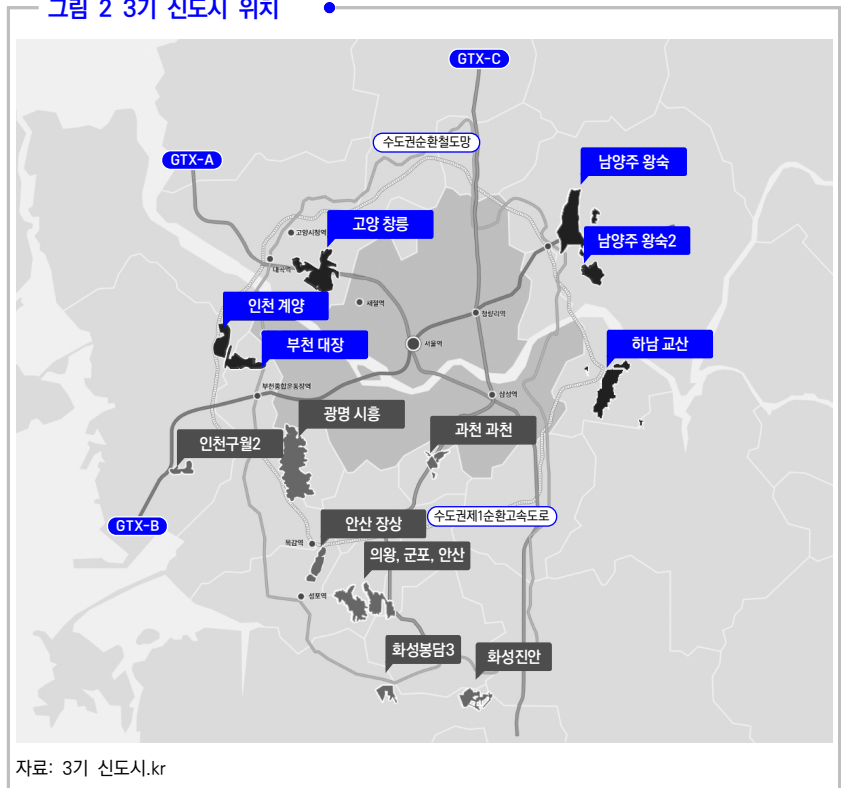 그림 2 3기 신도시 위치
GTX-C
수도권순환철도망
GTX-A
남양주 왕숙
고양 창릉
고양시청역
남양주 왕숙2
대곡역
인천 계양
새절역
청량리역
부천 대장
서울역
하남 교산
부천종합운동장역
삼성역
광명 시흥
과천 과천
인천구월2
GTX-B
안산 장상
수도권제1순환고속도로
목감역
의왕, 군포, 안산
성포역
화성봉담3
화성진안
자료: 3기 신도시.kr